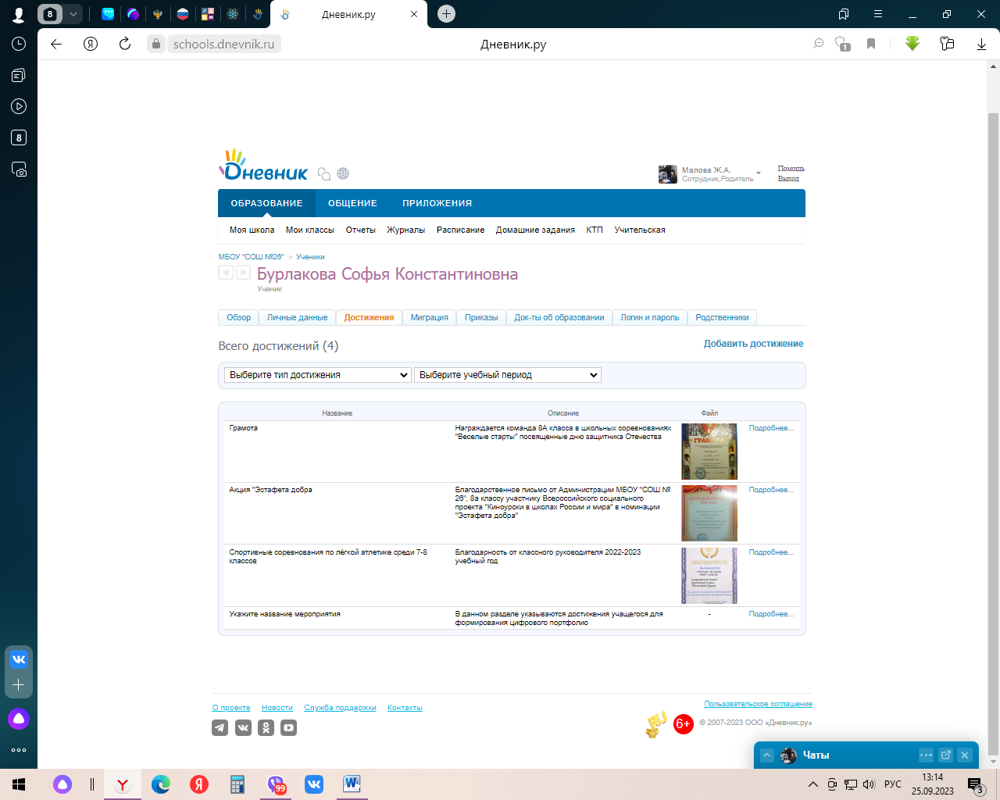 8
Дневник.ру
schools.dnevnik.ru
Дневник.ру
1
8
Дневник
Малова Ж.А.
Сотрудник,Родитель
Помощь
Выход
ОБРАЗОВАНИЕ ОБЩЕНИЕ ПРИЛОЖЕНИЯ
Моя школа Мои классы Отчеты Журналы Расписание Домашние задания КТП Учительская
МБОУ "СОШ №26" > Ученики
Бурлакова Софья Константиновна
Ученик
Обзор Личные данные Достижения Миграция Приказы Док-ты об образовании Логин и пароль Родственники
Всего достижений (4)
Добавить достижение
Выберите тип достижения Выберите учебный период
Название Описание Файл
Грамота
Награждается команда 8А класса в школьных соревнованиях
"Веселые старты" посвященные дню защитника Отечества
Подробнее...
Акция "Эстафета добра
Благодарственное письмо от Администрации МБОУ "СОШ №
26", 8а классу участнику Всероссийского социального
проекта "Киноуроки в школах России и мира" в номинации
"Эстафета добра"
Подробнее...
Спортивные соревнования по лёгкой атлетике среди 7-8
классов
Благодарность от классного руководителя 2022-2023
учебный год
БЛАГОДАРНОСТЬ
Подробнее...
Укажите название мероприятия
В данном разделе указываются достижения учащегося для
формирования цифрового портфолио
-
Подробнее...
О проекте Новости Служба поддержки Контакты
Пользовательское соглашение
RU
6+
© 2007-2023 ООО «Дневник.ру»
Чаты
99
РУС
13:14
25.09.2023
3